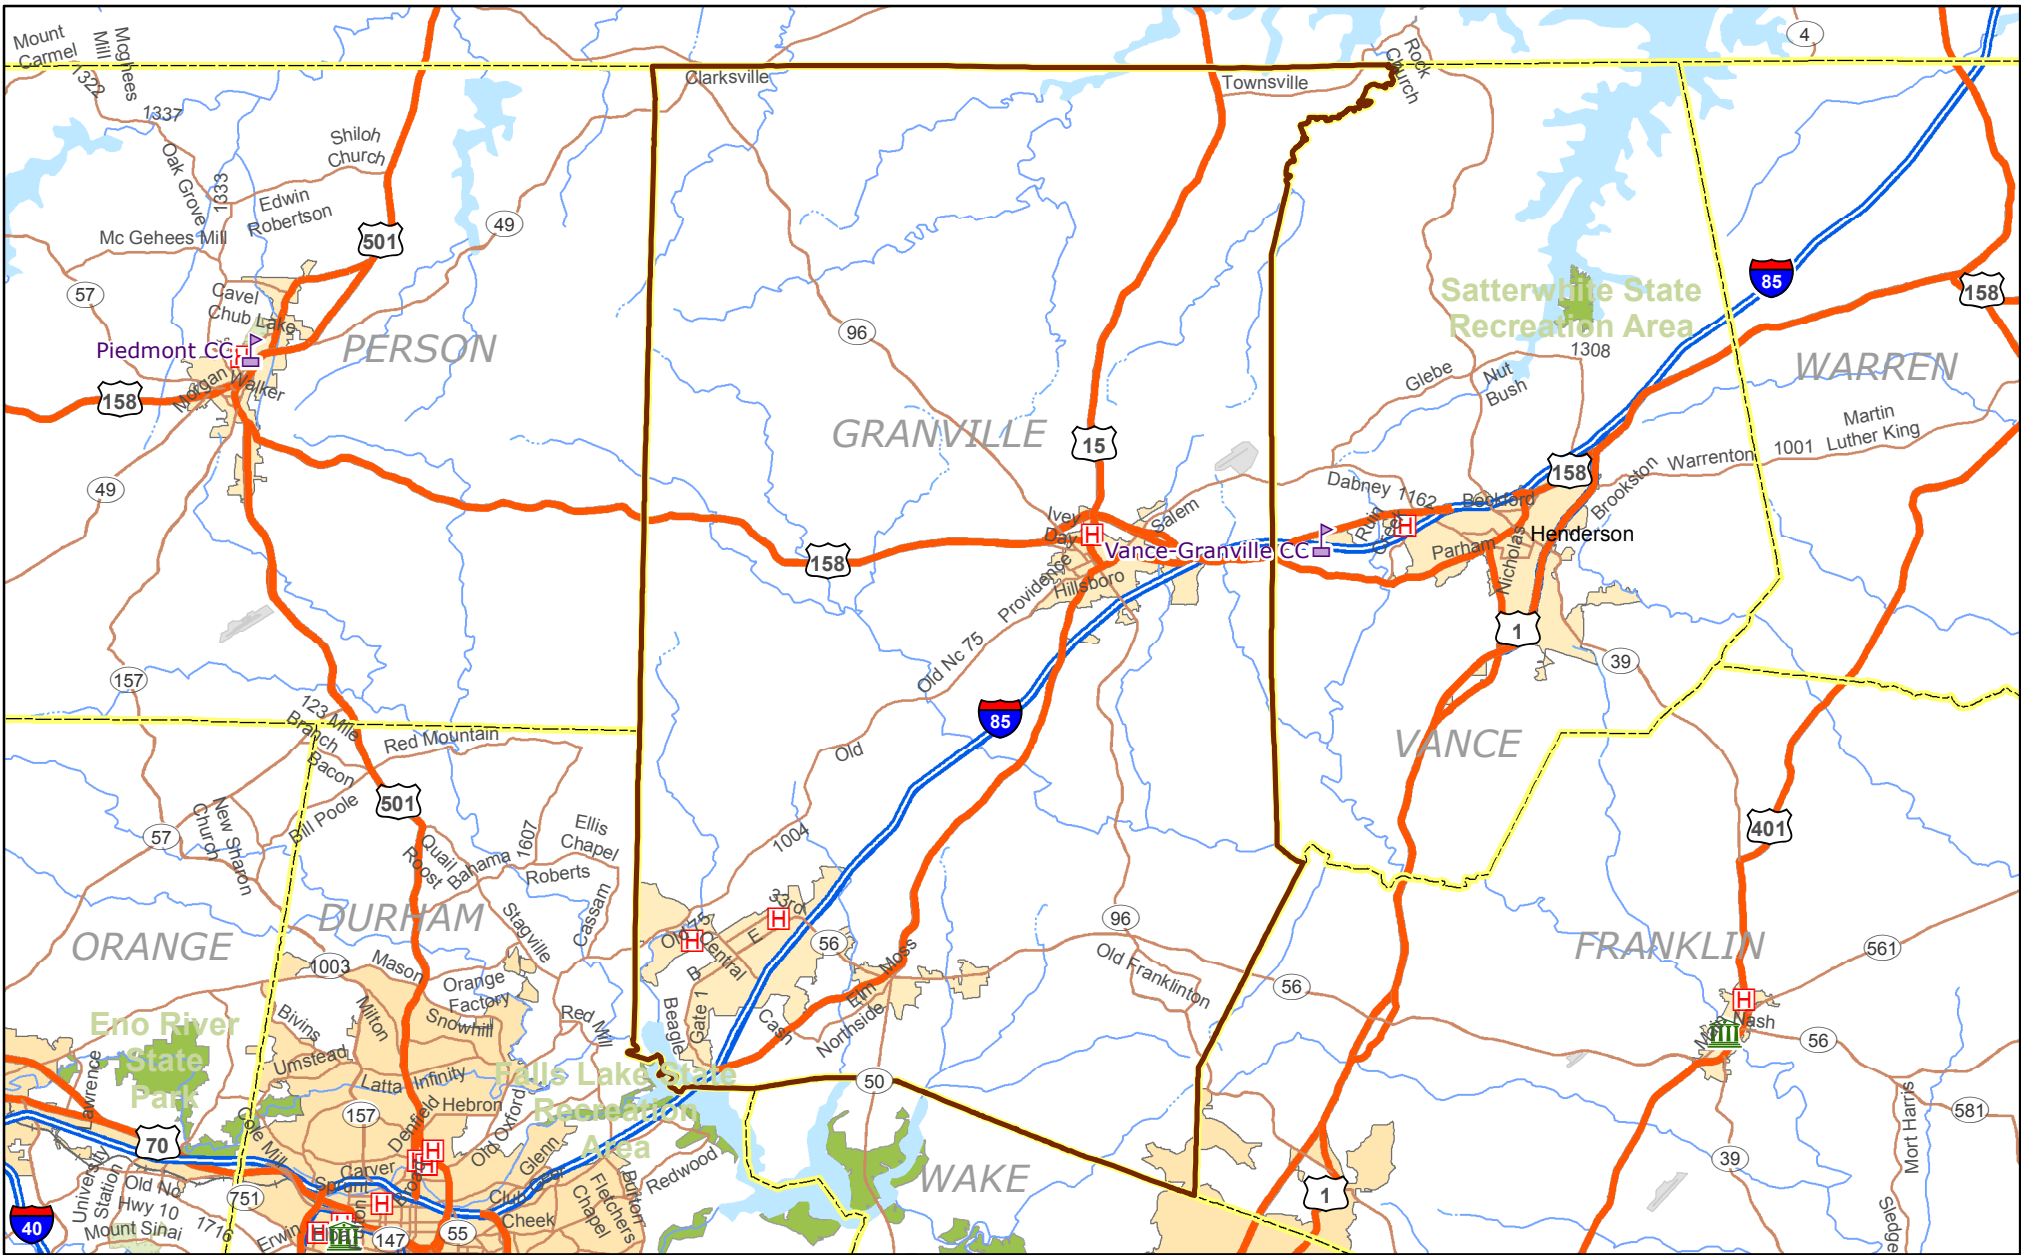 Mount
Carmel
Mcghees
Mill
1322
1337
Oak Grove
1333
Shiloh
Church
Edwin
Robertson
Mc Gehees Mill
501
49
57
Cavel
Chub Lake
Piedmont CC
Morgan
Walker
158
PERSON
49
157
Clarksville
Townsville
Rock
Church
4
96
GRANVILLE
15
158
Ivey
Day
Salem
Providence
Hillsboro
Vance-Granville CC
Old Nc 75
85
Old
1004
Satterwhite State
Recreation Area
1308
85
158
WARREN
Glebe
Nut
Bush
Martin
Luther King
1001
Warrenton
Brookston
158
Dabney
1162
Beckford
Ruin
Creek
Parham
Nicholas
Henderson
1
39
VANCE
401
123 Mile
Branch
Red Mountain
Bacon
Bill Poole
501
57
New Sharon
Church
Quail
Roost
Bahama
1607
Ellis
Chapel
Roberts
Cassam
Stagville
ORANGE
DURHAM
1003
Mason
Milton
Orange
Factory
Snowhill
Bivins
Umstead
Latta
Infinity
Hebron
Red Mill
Eno River
State
Park
Lawrence
157
Denfield
Old Oxford
Glenn
Cole Mill
70
Carver
Broad
Club
Geer
Cheek
Fletchers
Chapel
Burton
Redwood
University
Station
Old Nc
Hwy 10
Mount Sinai
1716
751
Erwin
147
55
40
Falls Lake State
Recreation
Area
Old 75
Central
B
E
33rd
56
Beagle
Gate 1
Cash
Northside
Elm
Moss
50
WAKE
96
Old Franklinton
56
FRANKLIN
561
Nash
56
581
Mort Harris
39
Sledge
1